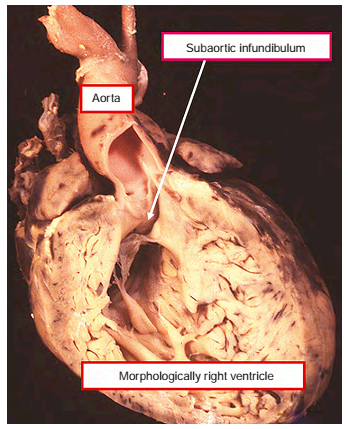 Subaortic infundibulum
Aorta
Morphologically right ventricle